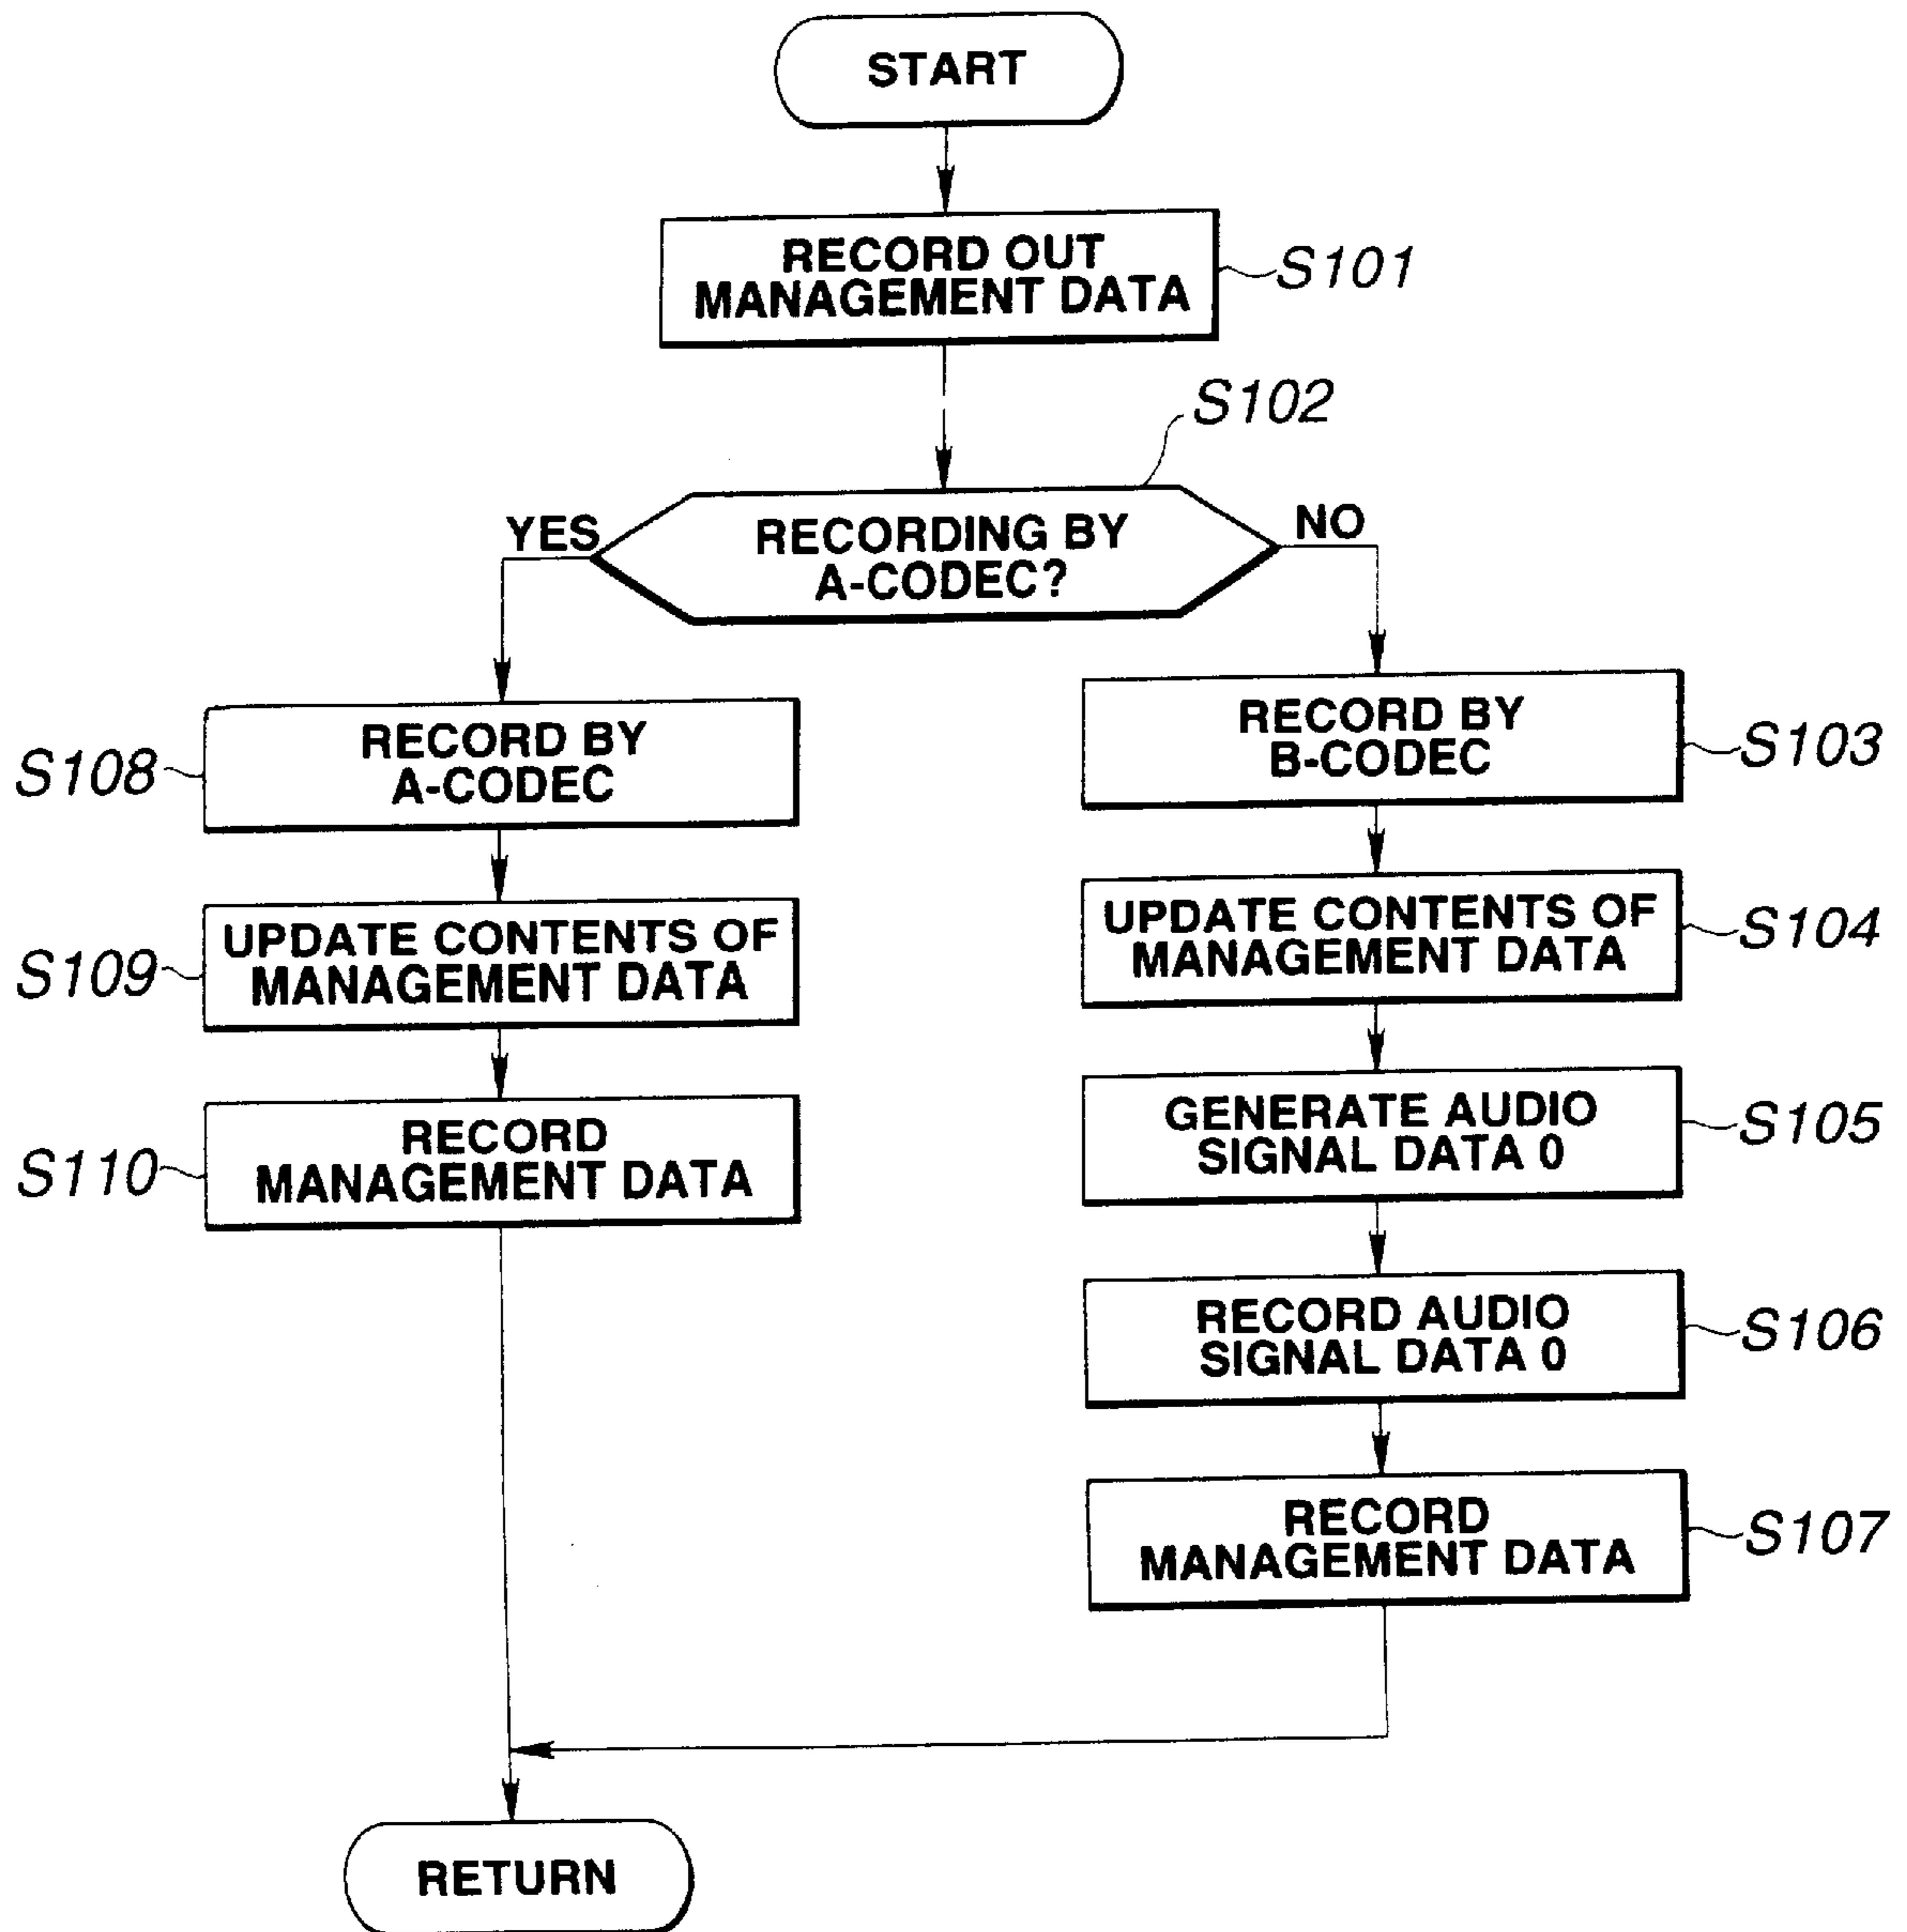 START
RECORD OUT
MANAGEMENT DATA
S101
S102
YES
RECORDING BY
A-CODEC?
NO
S108
RECORD BY
A-CODEC
S109
UPDATE CONTENTS OF
MANAGEMENT DATA
S110
RECORD
MANAGEMENT DATA
RECORD BY
B-CODEC
S103
UPDATE CONTENTS OF
MANAGEMENT DATA
S104
GENERATE AUDIO
SIGNAL DATA 0
S105
RECORD AUDIO
SIGNAL DATA 0
S106
RECORD
MANAGEMENT DATA
S107
RETURN